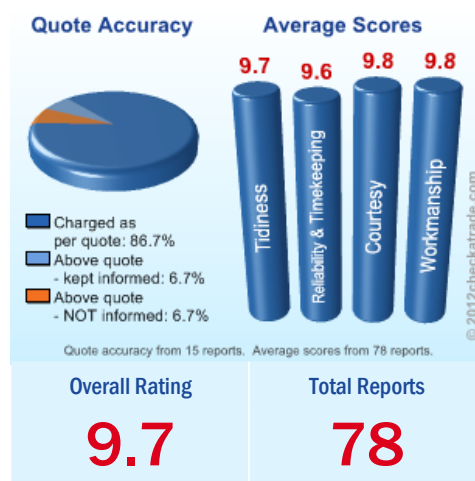 Quote Accuracy
Average Scores
9.7
9.6
9.8
9.8
Tidiness
Reliability & Timekeeping
Courtesy
Workmanship
Charged as
per quote: 86.7%
Above quote
- kept informed: 6.7%
Above quote
- NOT informed: 6.7%
© 2012checkatrade.com
Quote accuracy from 15 reports. Average scores from 78 reports.
Overall Rating
9.7
Total Reports
78